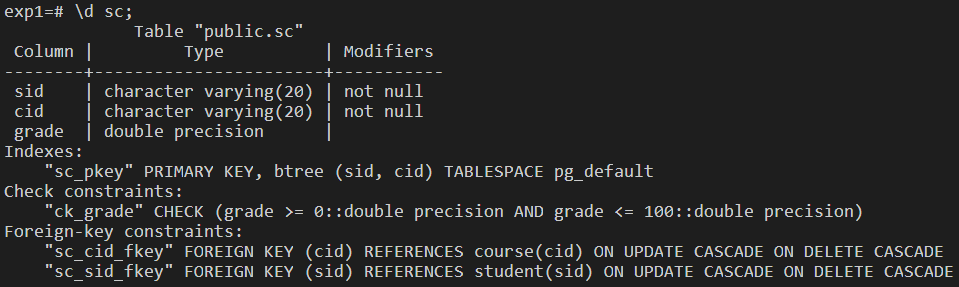 exp1=# \d sc;
            Table "public.sc"
 Column |         Type          | Modifiers
--------+-----------------------+-----------
 sid    | character varying(20) | not null
 cid    | character varying(20) | not null
 grade  | double precision      |
Indexes:
    "sc_pkey" PRIMARY KEY, btree (sid, cid) TABLESPACE pg_default
Check constraints:
    "ck_grade" CHECK (grade >= 0::double precision AND grade <= 100::double precision)
Foreign-key constraints:
    "sc_cid_fkey" FOREIGN KEY (cid) REFERENCES course(cid) ON UPDATE CASCADE ON DELETE CASCADE
    "sc_sid_fkey" FOREIGN KEY (sid) REFERENCES student(sid) ON UPDATE CASCADE ON DELETE CASCADE